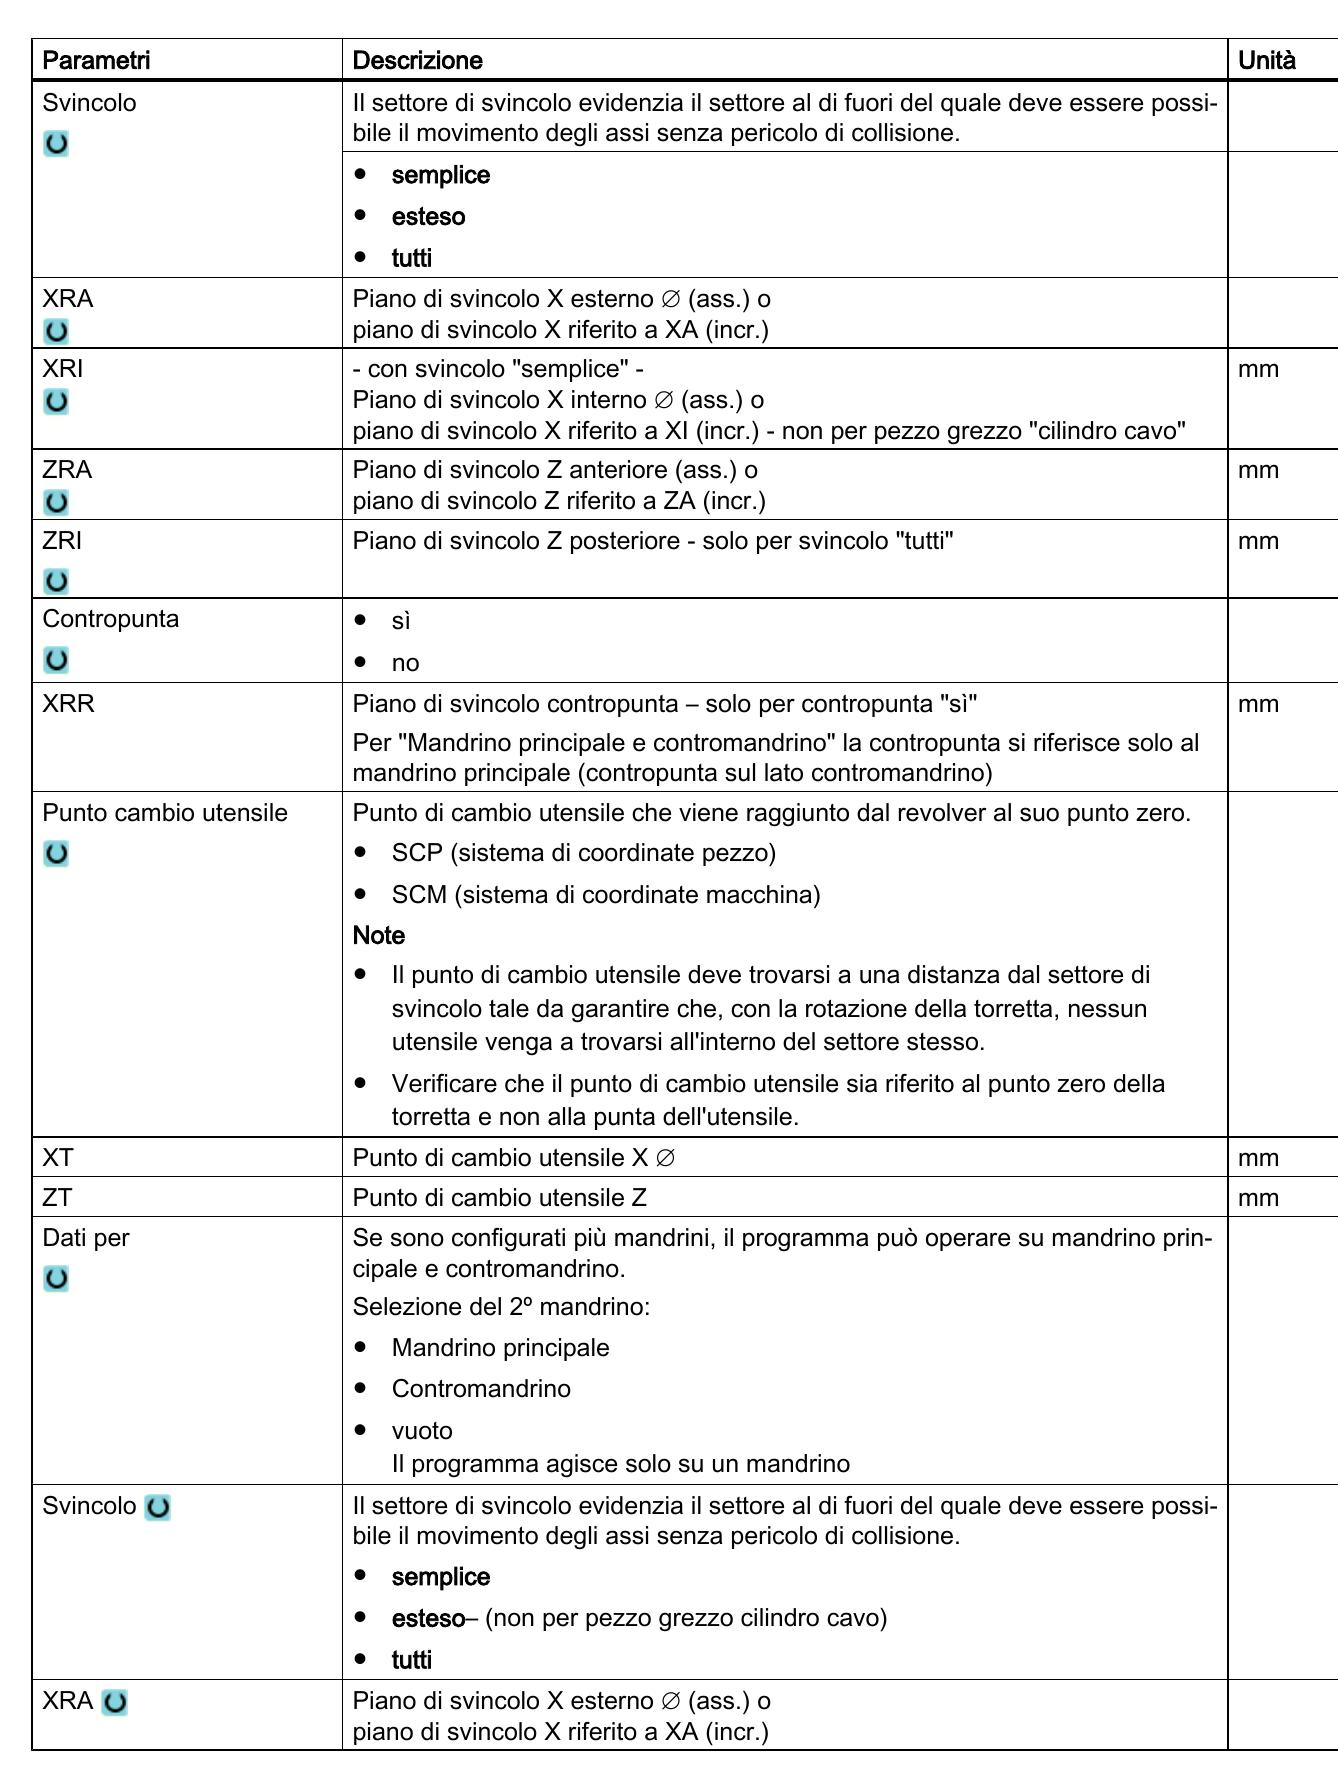 Parametri Descrizione Unità
Svincolo Il settore di svincolo evidenzia il settore al di fuori del quale deve essere possi-
bile il movimento degli assi senza pericolo di collisione.
• semplice
• esteso
• tutti
XRA Piano di svincolo X esterno ∅ (ass.) o
piano di svincolo X riferito a XA (incr.)
XRI - con svincolo "semplice" - mm
Piano di svincolo X interno ∅ (ass.) o
piano di svincolo X riferito a XI (incr.) - non per pezzo grezzo "cilindro cavo"
ZRA Piano di svincolo Z anteriore (ass.) o mm
piano di svincolo Z riferito a ZA (incr.)
ZRI Piano di svincolo Z posteriore - solo per svincolo "tutti" mm
Contropunta • sì
• no
XRR Piano di svincolo contropunta – solo per contropunta "sì" mm
Per "Mandrino principale e contromandrino" la contropunta si riferisce solo al
mandrino principale (contropunta sul lato contromandrino)
Punto cambio utensile Punto di cambio utensile che viene raggiunto dal revolver al suo punto zero.
• SCP (sistema di coordinate pezzo)
• SCM (sistema di coordinate macchina)
Note
• Il punto di cambio utensile deve trovarsi a una distanza dal settore di
svincolo tale da garantire che, con la rotazione della torretta, nessun
utensile venga a trovarsi all'interno del settore stesso.
• Verificare che il punto di cambio utensile sia riferito al punto zero della
torretta e non alla punta dell'utensile.
XT Punto di cambio utensile X ∅ mm
ZT Punto di cambio utensile Z mm
Dati per Se sono configurati più mandrini, il programma può operare su mandrino prin-
cipale e contromandrino.
Selezione del 2º mandrino:
• Mandrino principale
• Contromandrino
• vuoto
Il programma agisce solo su un mandrino
Svincolo Il settore di svincolo evidenzia il settore al di fuori del quale deve essere possi-
bile il movimento degli assi senza pericolo di collisione.
• semplice
• esteso– (non per pezzo grezzo cilindro cavo)
• tutti
XRA Piano di svincolo X esterno ∅ (ass.) o
piano di svincolo X riferito a XA (incr.)